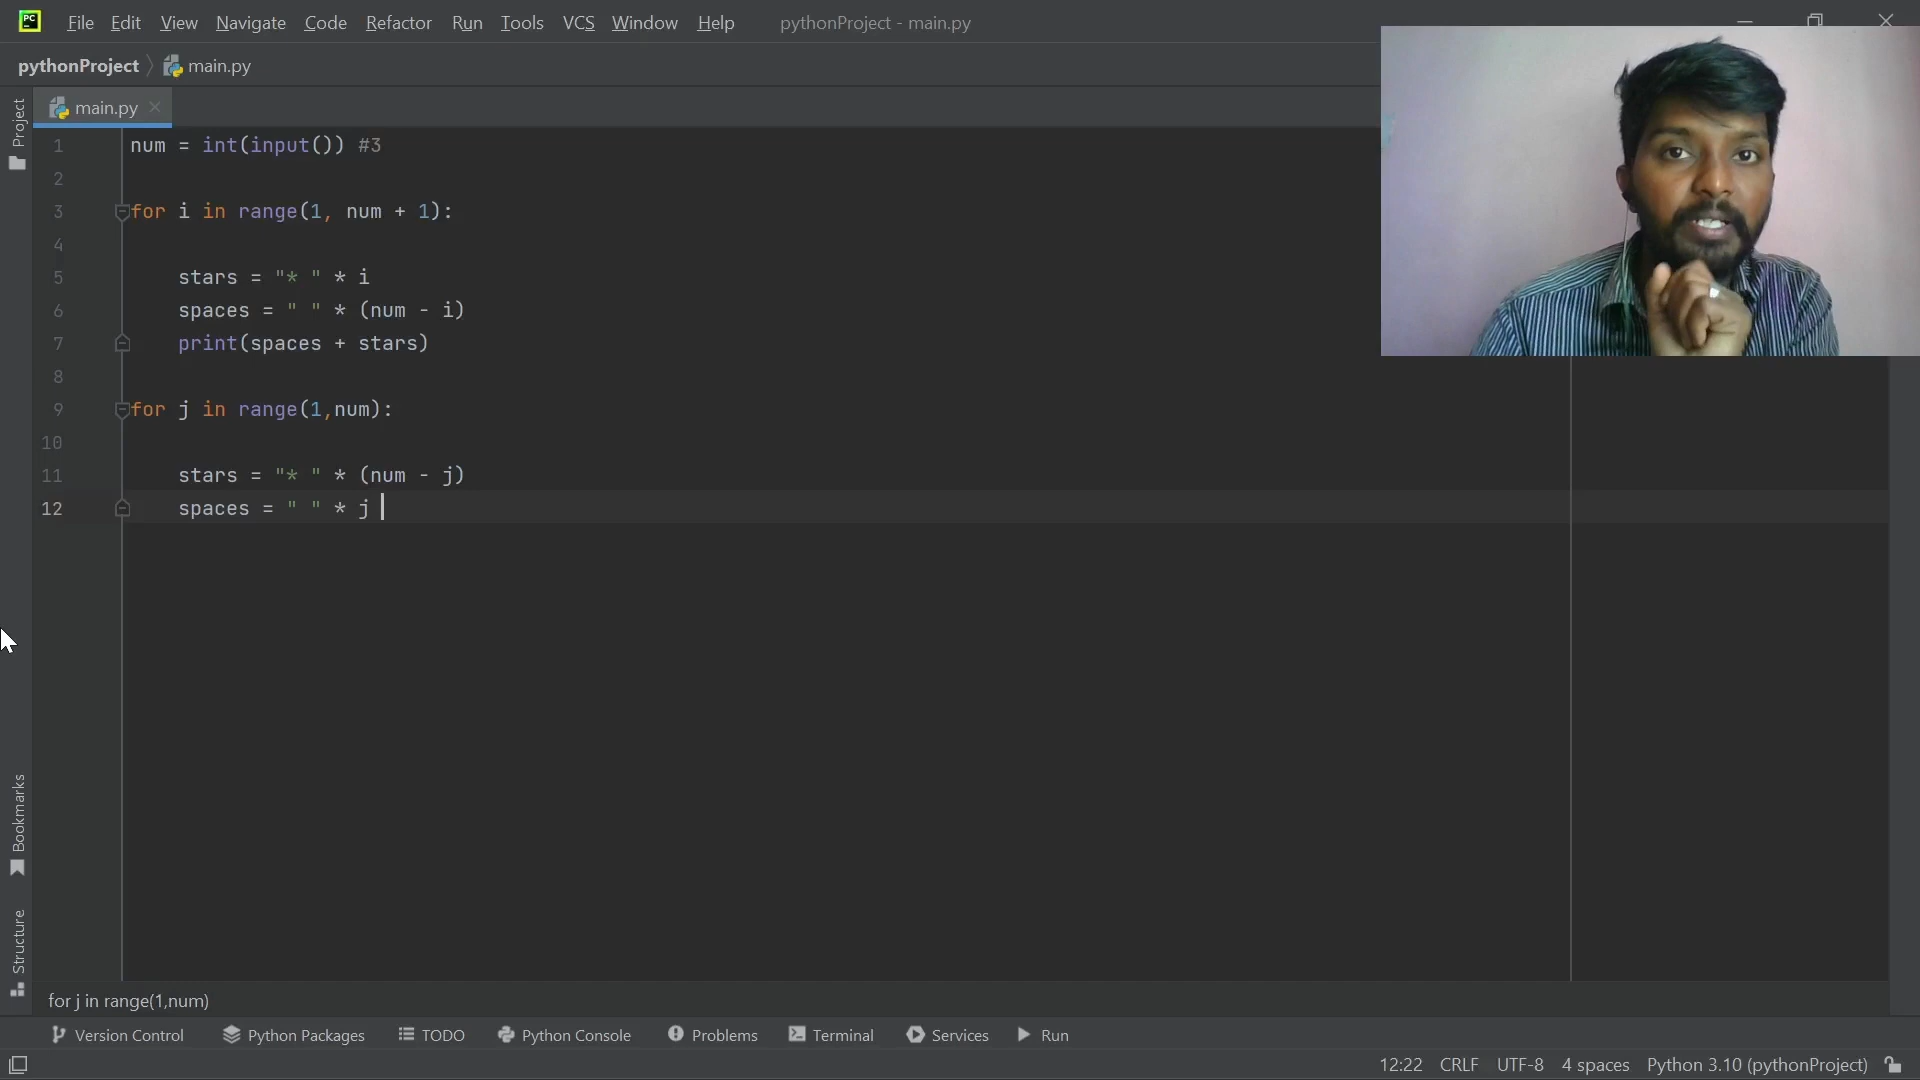 PC File Edit View Navigate Code Refactor Run Tools VCS Window Help pythonProject - main.py
pythonProject main.py
Project
main.py
1 num = int(input()) #3
2
3 for i in range(1, num + 1):
4
5 stars = "* " * i
6 spaces = " " * (num - i)
7 print(spaces + stars)
8
9 for j in range(1,num):
10
11 stars = "* " * (num - j)
12 spaces = " " * j
Bookmarks
Structure
for j in range(1,num)
Version Control Python Packages TODO Python Console Problems Terminal Services Run
12:22 CRLF UTF-8 4 spaces Python 3.10 (pythonProject)